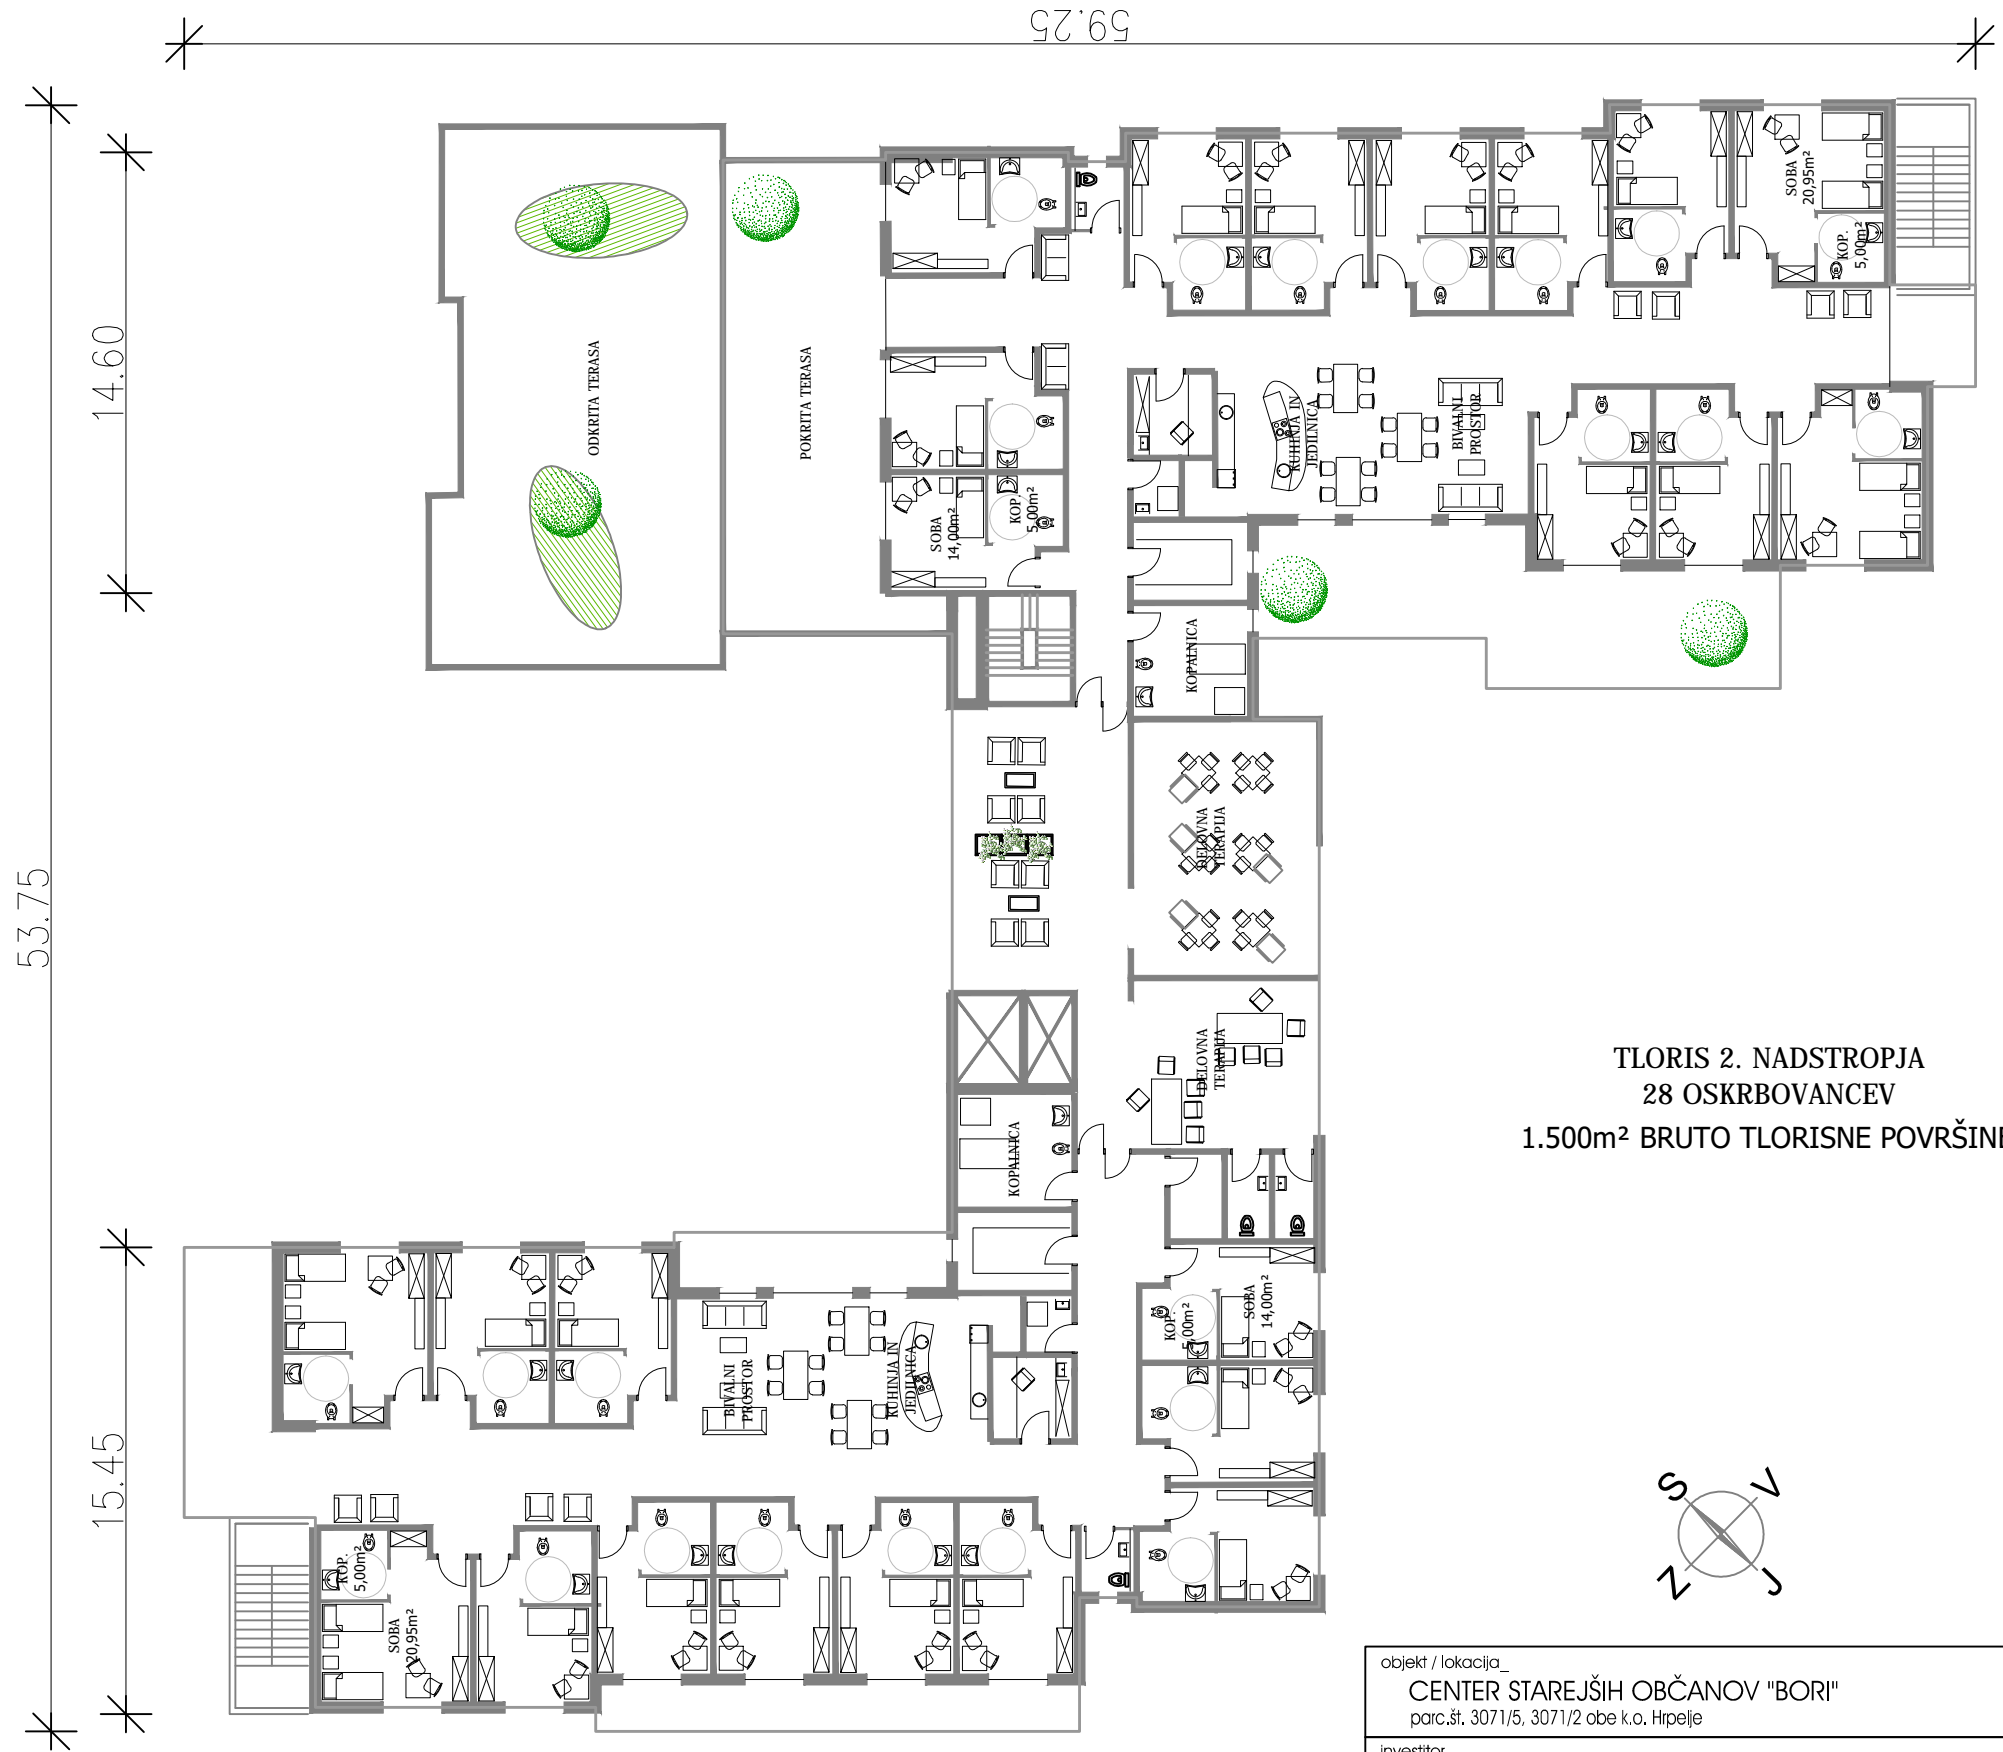 59.25
53.75
14.60
15.45
ODKRITA TERASA
POKRITA TERASA
SOBA
14,00m²
KOP.
5,00m²
SOBA
20,95m²
KOP.
5,00m²
KUHINJA IN
JEDILNICA
BIVALNI
PROSTOR
KOPALNICA
DELOVNA
TERAPIJA
DELOVNA
TERAPIJA
KOPALNICA
KOP.
5,00m²
SOBA
14,00m²
BIVALNI
PROSTOR
KUHINJA IN
JEDILNICA
KOP.
5,00m²
SOBA
20,95m²
TLORIS 2. NADSTROPJA
28 OSKRBOVANCEV
1.500m² BRUTO TLORISNE POVRŠINE
S
V
Z
J
objekt / lokacija_
CENTER STAREJŠIH OBČANOV "BORI"
parc.št. 3071/5, 3071/2 obe k.o. Hrpelje
investitor